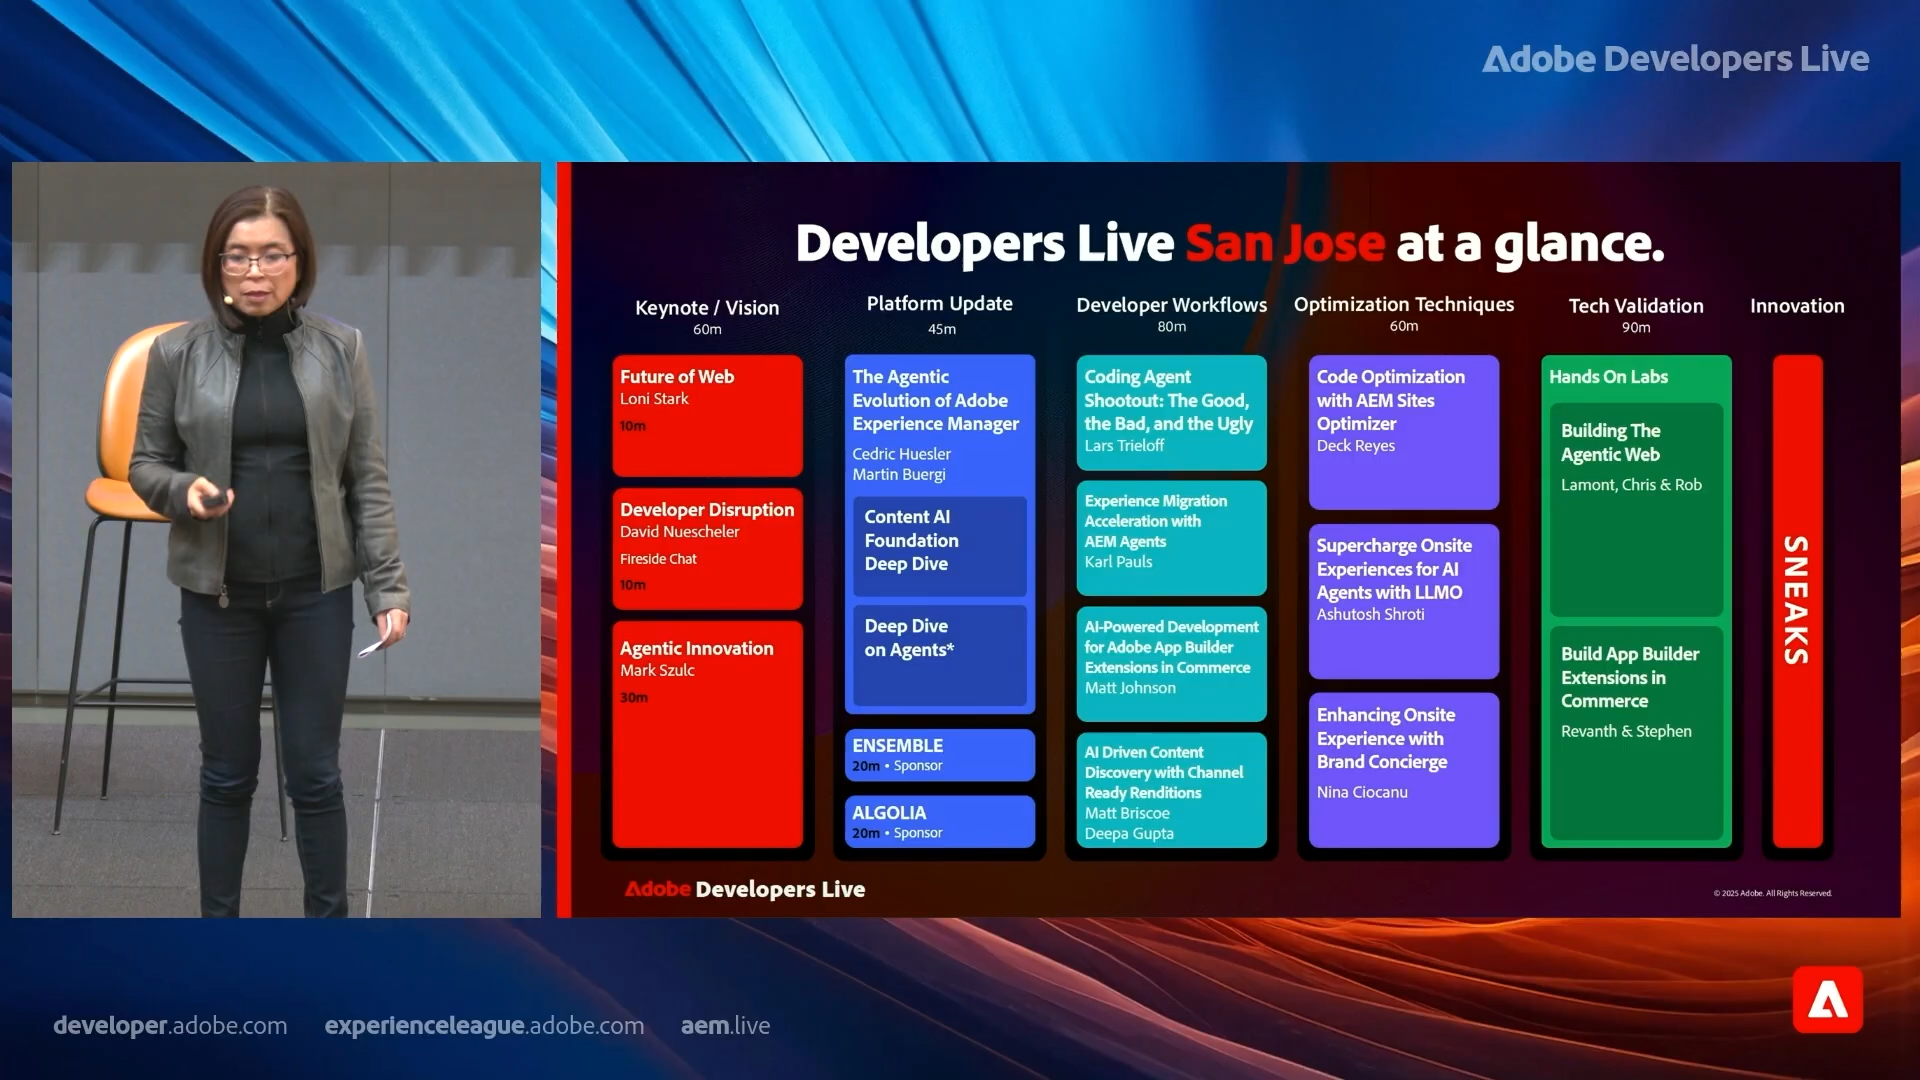 Adobe Developers Live
Developers Live San Jose at a glance.
Keynote / Vision
60m
Future of Web
Loni Stark
10m
Developer Disruption
David Nuescheler
Fireside Chat
10m
Agentic Innovation
Mark Szulc
30m
Platform Update
45m
The Agentic
Evolution of Adobe
Experience Manager
Cedric Huesler
Martin Buergi
Content AI
Foundation
Deep Dive
Deep Dive
on Agents*
ENSEMBLE
20m • Sponsor
ALGOLIA
20m • Sponsor
Developer Workflows
80m
Coding Agent
Shootout: The Good,
the Bad, and the Ugly
Lars Trieloff
Experience Migration
Acceleration with
AEM Agents
Karl Pauls
AI-Powered Development
for Adobe App Builder
Extensions in Commerce
Matt Johnson
AI Driven Content
Discovery with Channel
Ready Renditions
Matt Briscoe
Deepa Gupta
Optimization Techniques
60m
Code Optimization
with AEM Sites
Optimizer
Deck Reyes
Supercharge Onsite
Experiences for AI
Agents with LLMO
Ashutosh Shroti
Enhancing Onsite
Experience with
Brand Concierge
Nina Ciocanu
Tech Validation
90m
Hands On Labs
Building The
Agentic Web
Lamont, Chris & Rob
Build App Builder
Extensions in
Commerce
Revanth & Stephen
Innovation
SNEAKS
Adobe Developers Live
© 2025 Adobe. All Rights Reserved.
developer.adobe.com
experienceleague.adobe.com
aem.live